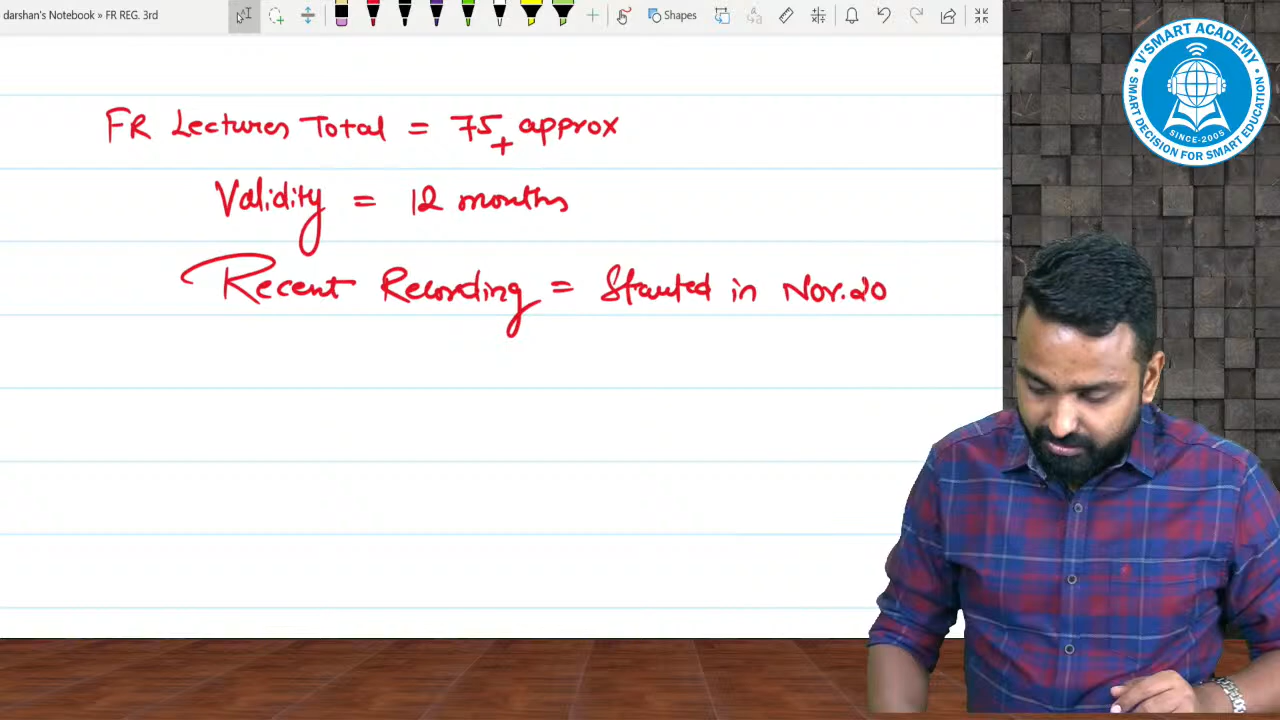 darshan's Notebook » FR REG. 3rd
Shapes
FR Lectures Total = 75+ approx
Validity = 12 months
Recent Recording = Started in Nov.20
V'SMART ACADEMY
SINCE-2005
SMART DECISION FOR SMART EDUCATION